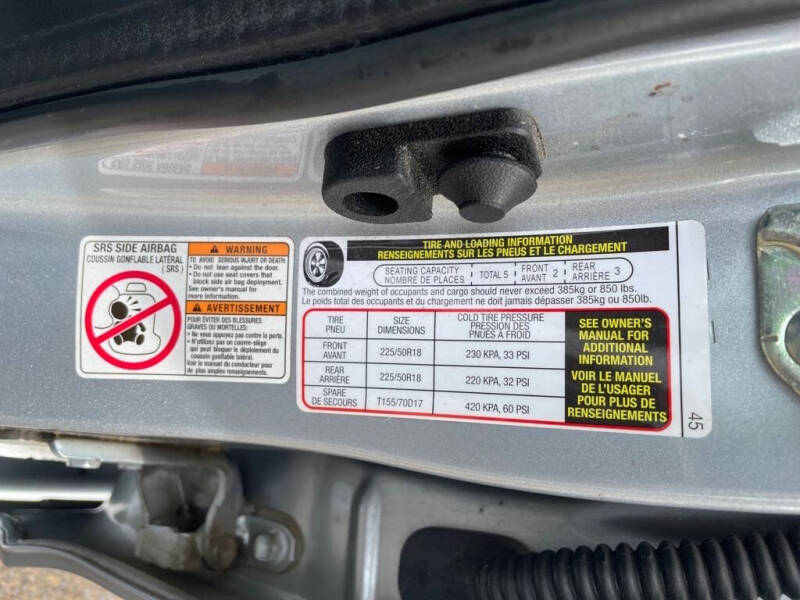 SRS SIDE AIRBAG
COUSSIN GONFLABLE LATÉRAL
( SRS )
WARNING
TO AVOID SERIOUS INJURY OR DEATH:
• Do not lean against the door.
• Do not use seat covers that
block side air bag deployment.
See owner's manual for
more information.
AVERTISSEMENT
POUR ÉVITER DES BLESSURES
GRAVES OU MORTELLES:
• Ne vous appuyez pas contre la porte.
• N'utilisez pas un couvre-siège
qui peut bloquer le déploiement du
coussin gonflable latéral.
Voir le manuel du conducteur pour
de plus amples renseignements.
TIRE AND LOADING INFORMATION
RENSEIGNEMENTS SUR LES PNEUS ET LE CHARGEMENT
SEATING CAPACITY
NOMBRE DE PLACES
TOTAL 5
FRONT
AVANT 2
REAR
ARRIÈRE 3
The combined weight of occupants and cargo should never exceed 385kg or 850 lbs.
Le poids total des occupants et du chargement ne doit jamais dépasser 385kg ou 850lb.
TIRE
PNEU
SIZE
DIMENSIONS
COLD TIRE PRESSURE
PRESSION DES
PNUES À FROID
FRONT
AVANT
225/50R18
230 KPA, 33 PSI
REAR
ARRIÈRE
225/50R18
220 KPA, 32 PSI
SPARE
DE SECOURS
T155/70D17
420 KPA, 60 PSI
SEE OWNER'S
MANUAL FOR
ADDITIONAL
INFORMATION
VOIR LE MANUEL
DE L'USAGER
POUR PLUS DE
RENSEIGNEMENTS
45